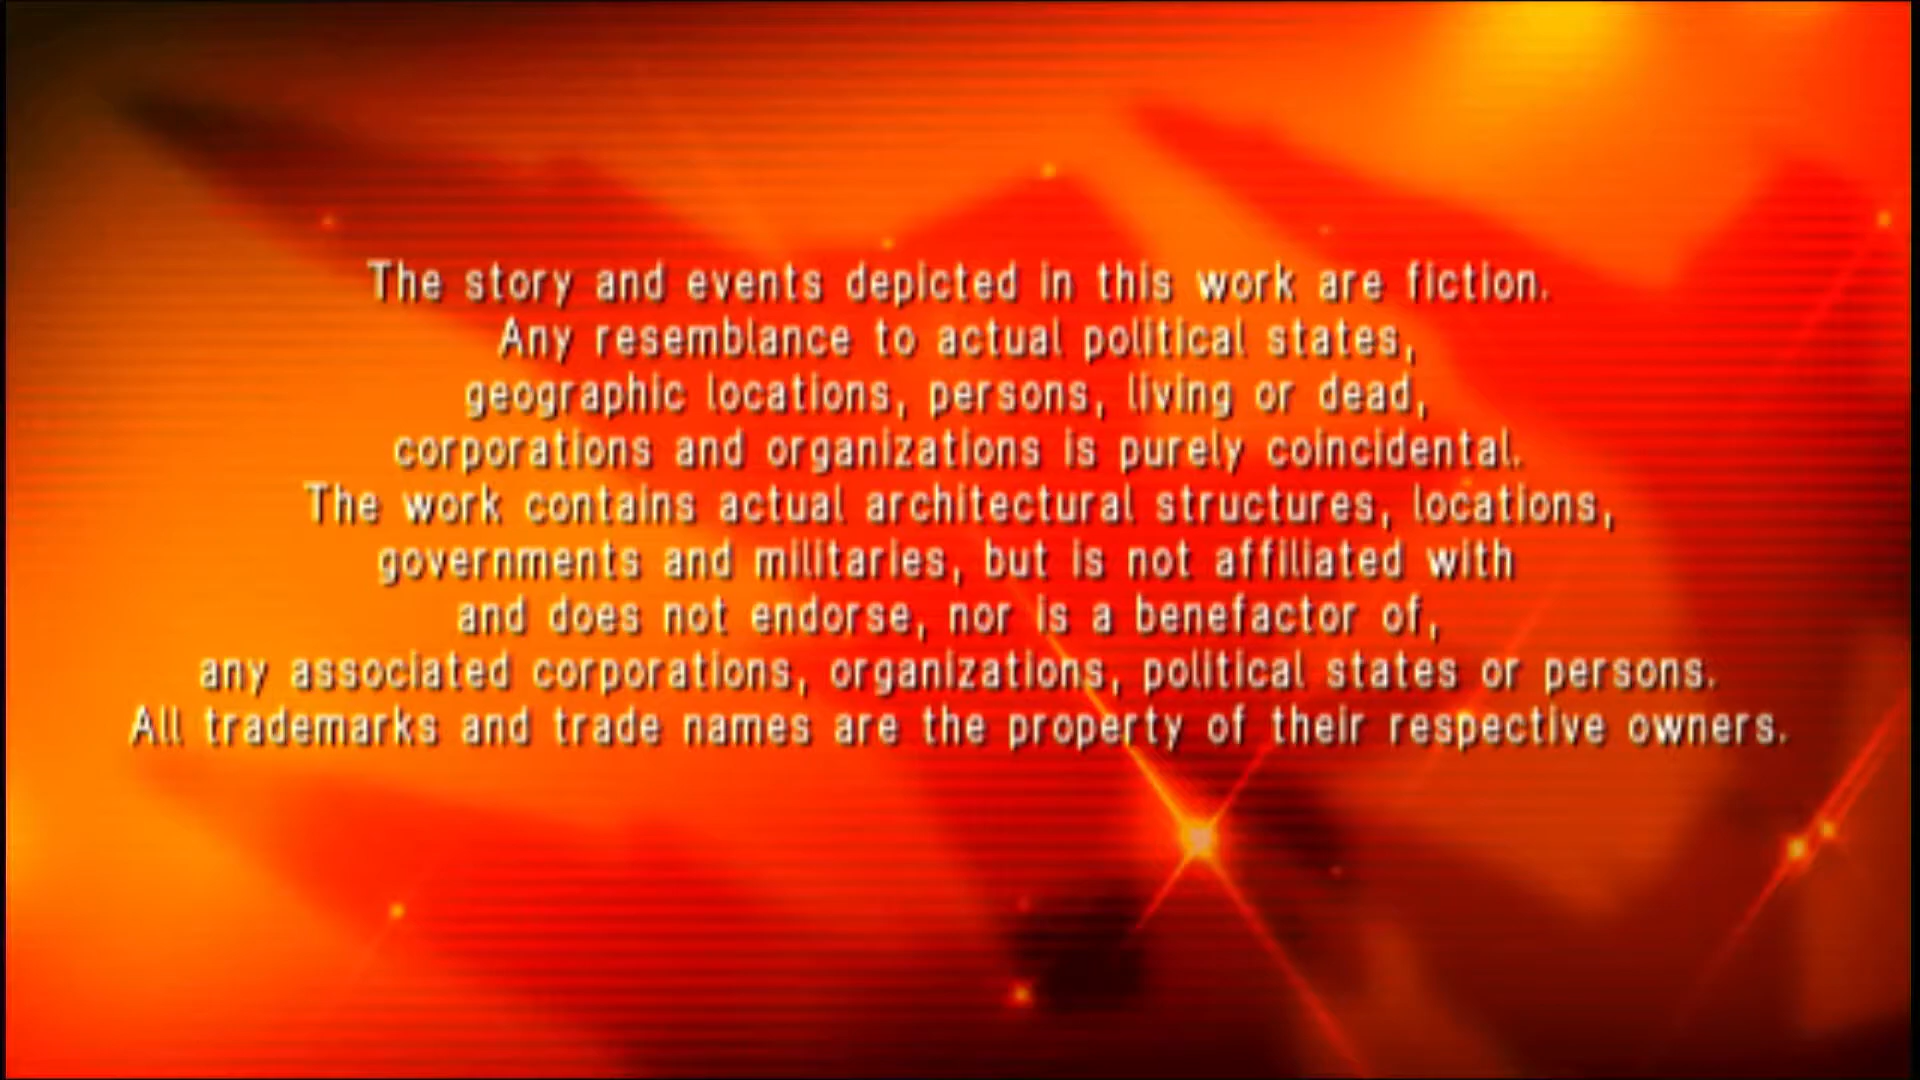 The story and events depicted in this work are fiction.
Any resemblance to actual political states,
geographic locations, persons, living or dead,
corporations and organizations is purely coincidental.
The work contains actual architectural structures, locations,
governments and militaries, but is not affiliated with
and does not endorse, nor is a benefactor of,
any associated corporations, organizations, political states or persons.
All trademarks and trade names are the property of their respective owners.